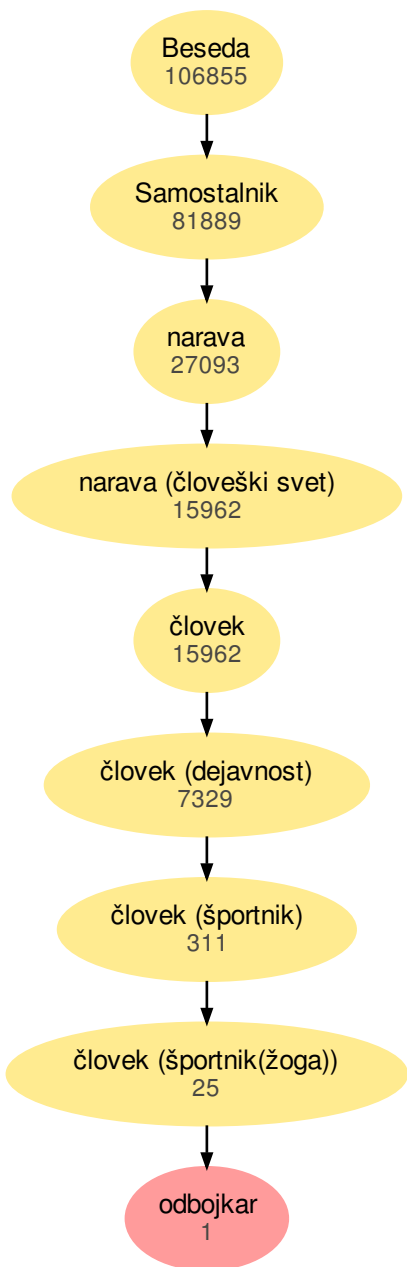 Beseda
106855
Samostalnik
81889
narava
27093
narava (človeški svet)
15962
človek
15962
človek (dejavnost)
7329
človek (športnik)
311
človek (športnik(žoga))
25
odbojkar
1